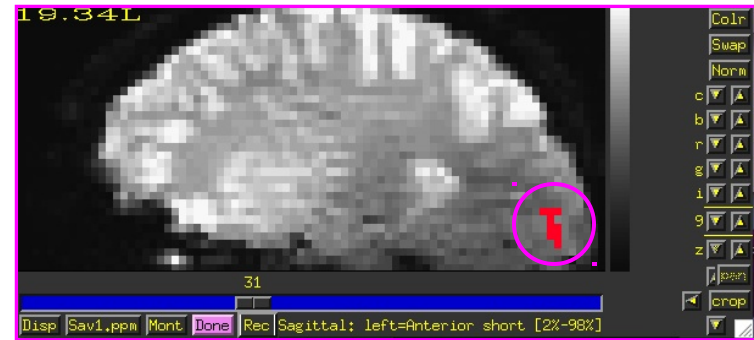 19.34L
Colr
Swap
Norm
c
b
r
g
i
9
z
pan
crop
31
Disp Sav1.ppm Mont Done Rec Sagittal: left=Anterior short [2%-98%]